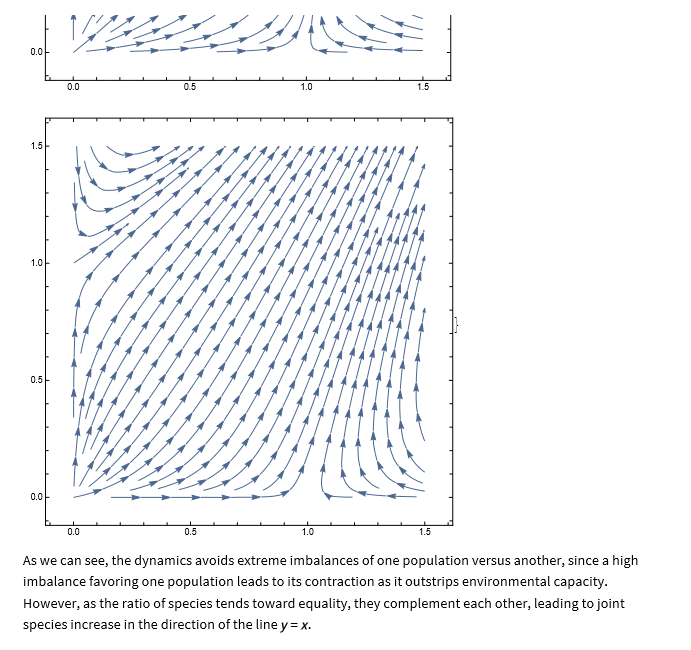 0.0
0.0 0.5 1.0 1.5
1.5
1.0
}
0.5
0.0
0.0 0.5 1.0 1.5
As we can see, the dynamics avoids extreme imbalances of one population versus another, since a high
imbalance favoring one population leads to its contraction as it outstrips environmental capacity.
However, as the ratio of species tends toward equality, they complement each other, leading to joint
species increase in the direction of the line y = x.